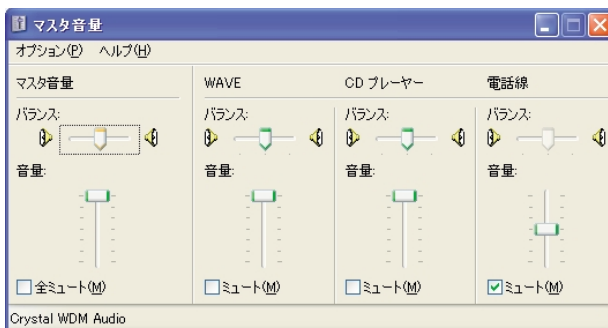 マスタ音量
オプション(P) ヘルプ(H)
マスタ音量 WAVE CD プレーヤー 電話線
バランス: バランス: バランス: バランス:
音量: 音量: 音量: 音量:
全ミュート(M) ミュート(M) ミュート(M) ミュート(M)
Crystal WDM Audio